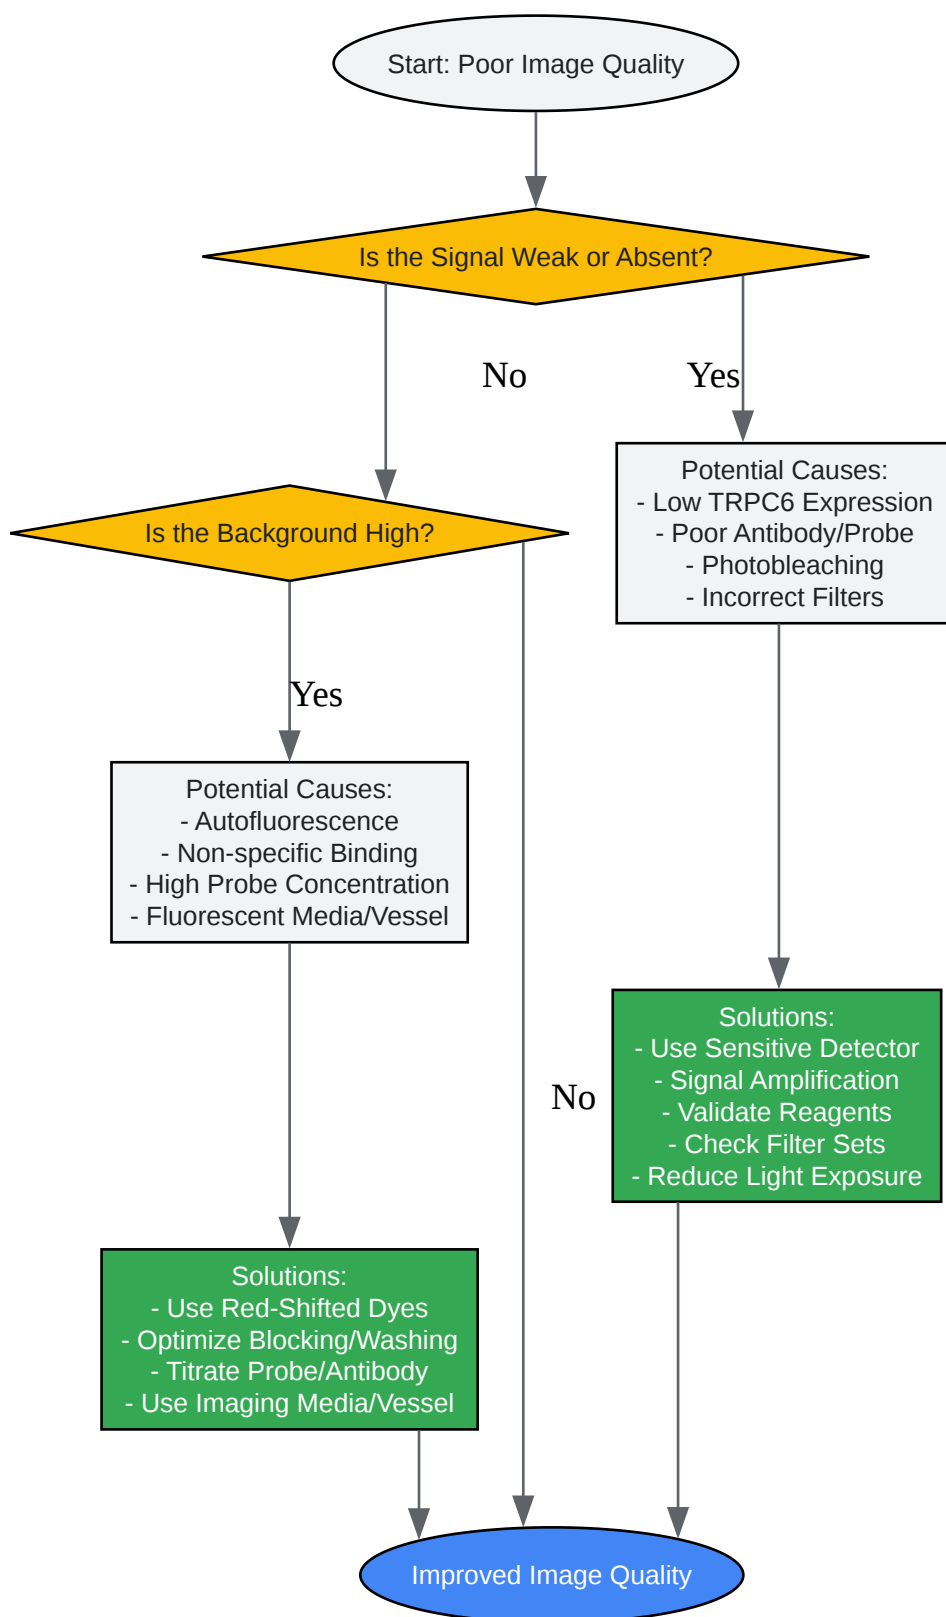 Start: Poor Image Quality
Is the Signal Weak or Absent?
No
Yes
Potential Causes:
- Low TRPC6 Expression
- Poor Antibody/Probe
- Photobleaching
- Incorrect Filters
Is the Background High?
Yes
Potential Causes:
- Autofluorescence
- Non-specific Binding
- High Probe Concentration
- Fluorescent Media/Vessel
Solutions:
- Use Sensitive Detector
- Signal Amplification
- Validate Reagents
- Check Filter Sets
- Reduce Light Exposure
No
Solutions:
- Use Red-Shifted Dyes
- Optimize Blocking/Washing
- Titrate Probe/Antibody
- Use Imaging Media/Vessel
Improved Image Quality